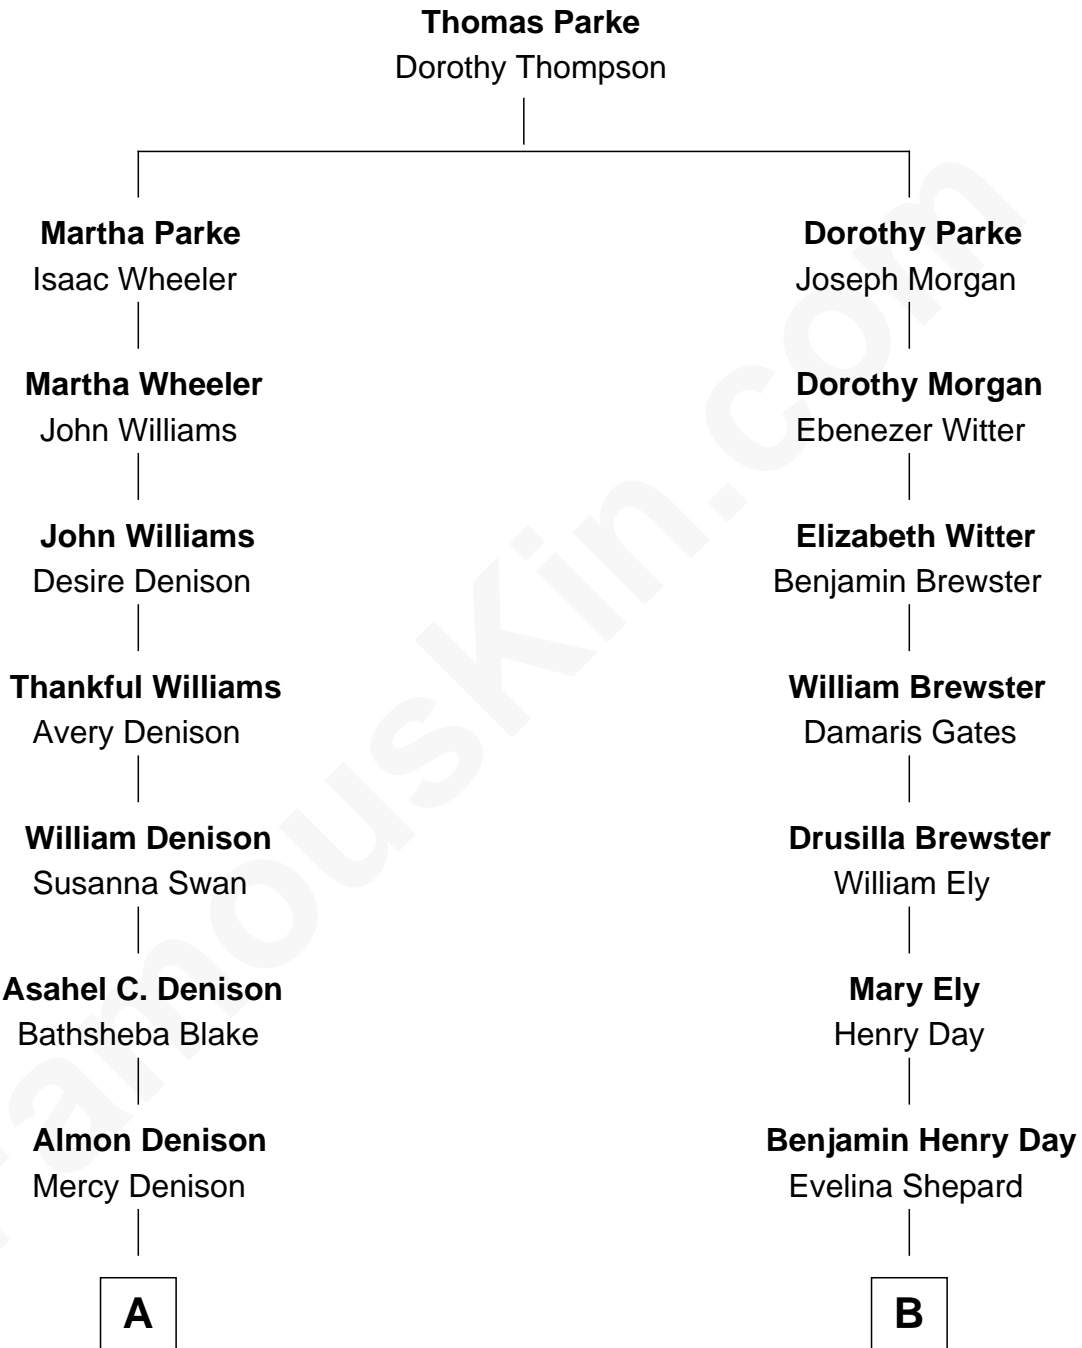 Thomas Parke
Dorothy Thompson
Martha Parke
Isaac Wheeler
Dorothy Parke
Joseph Morgan
Martha Wheeler
John Williams
Dorothy Morgan
Ebenezer Witter
John Williams
Desire Denison
Elizabeth Witter
Benjamin Brewster
Thankful Williams
Avery Denison
William Brewster
Damaris Gates
William Denison
Susanna Swan
Drusilla Brewster
William Ely
Asahel C. Denison
Bathsheba Blake
Mary Ely
Henry Day
Almon Denison
Mercy Denison
Benjamin Henry Day
Evelina Shepard
A
B
FamousKin.com